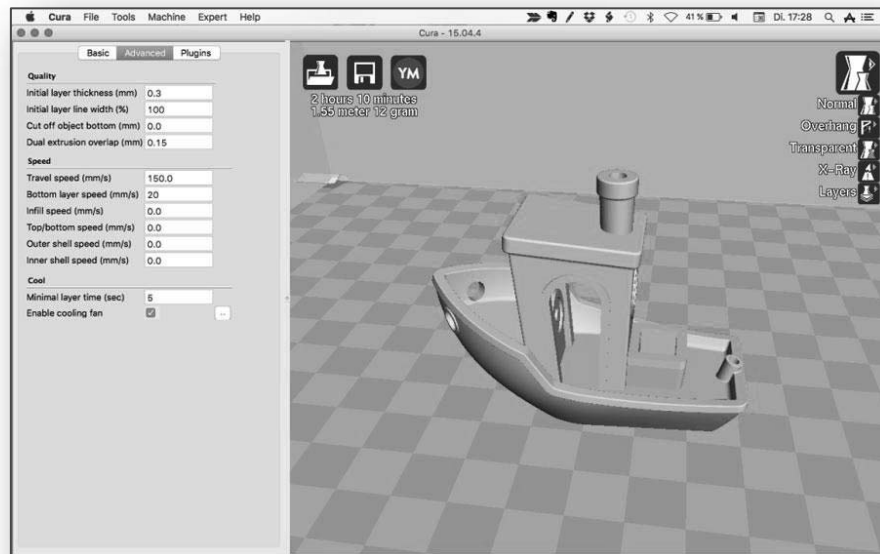 Cura File Tools Machine Expert Help
41% Di. 17:28
Cura - 15.04.4
Basic Advanced Plugins
Quality
Initial layer thickness (mm) 0.3
Initial layer line width (%) 100
Cut off object bottom (mm) 0.0
Dual extrusion overlap (mm) 0.15
Speed
Travel speed (mm/s) 150.0
Bottom layer speed (mm/s) 20
Infill speed (mm/s) 0.0
Top/bottom speed (mm/s) 0.0
Outer shell speed (mm/s) 0.0
Inner shell speed (mm/s) 0.0
Cool
Minimal layer time (sec) 5
Enable cooling fan ...
YM
2 hours 10 minutes
1.55 meter 12 gram
Normal
Overhang
Transparent
X-Ray
Layers